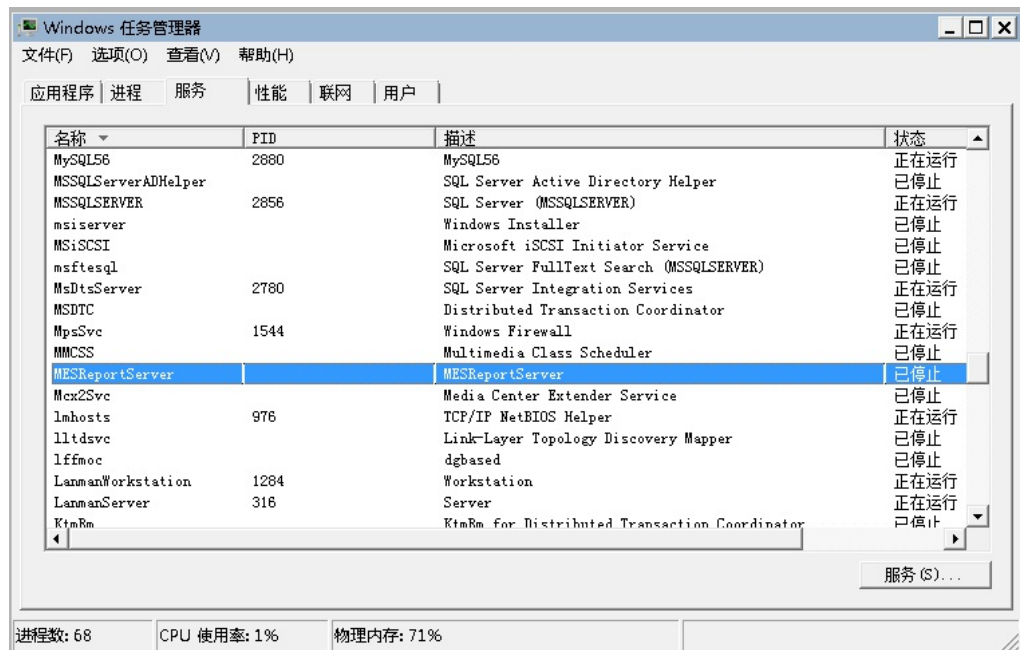 Windows 任务管理器
文件(F) 选项(O) 查看(V) 帮助(H)
应用程序 进程 服务 性能 联网 用户
名称 PID 描述 状态
MySQL56 2880 MySQL56 正在运行
MSSQLServerADHelper SQL Server Active Directory Helper 已停止
MSSQLSERVER 2856 SQL Server (MSSQLSERVER) 正在运行
msiserver Windows Installer 已停止
MSiSCSI Microsoft iSCSI Initiator Service 已停止
msftesql SQL Server FullText Search (MSSQLSERVER) 已停止
MsDtsServer 2780 SQL Server Integration Services 正在运行
MSDTC Distributed Transaction Coordinator 已停止
MpsSvc 1544 Windows Firewall 正在运行
MMCSS Multimedia Class Scheduler 已停止
MESReportServer MESReportServer 已停止
Mcx2Svc Media Center Extender Service 已停止
lmhosts 976 TCP/IP NetBIOS Helper 正在运行
lltdsvc Link-Layer Topology Discovery Mapper 已停止
lffmoc dgbased 已停止
LanmanWorkstation 1284 Workstation 正在运行
LanmanServer 316 Server 正在运行
KtmRm KtmRm for Distributed Transaction Coordinator 已停止
服务(S)...
进程数: 68 CPU 使用率: 1% 物理内存: 71%